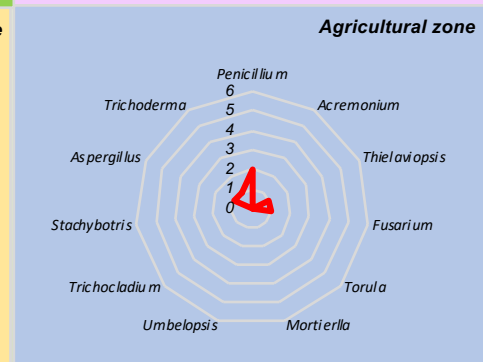 e
Agricultural zone
Penicillium
6
5
4
3
2
1
0
Acremonium
Thielaviopsis
Fusarium
Torula
Mortierlla
Umbelopsis
Trichocladium
Stachybotris
Aspergillus
Trichoderma